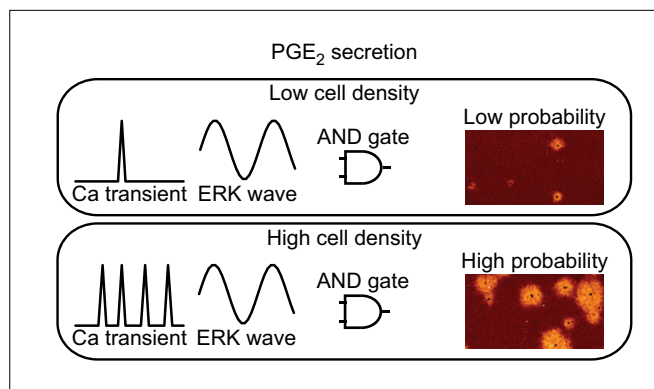 PGE₂ secretion
Low cell density
Low probability
AND gate
Ca transient ERK wave
High cell density
High probability
AND gate
Ca transient ERK wave